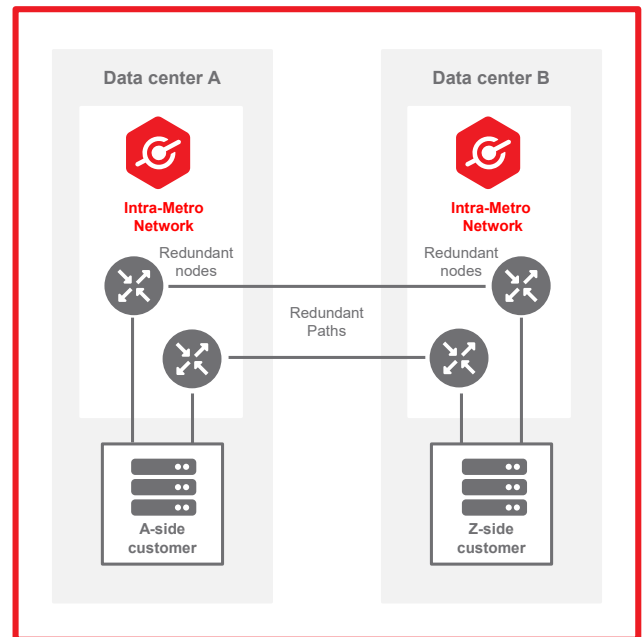 Data center A
Data center B
Intra-Metro
Network
Intra-Metro
Network
Redundant
nodes
Redundant
nodes
Redundant
Paths
A-side
customer
Z-side
customer